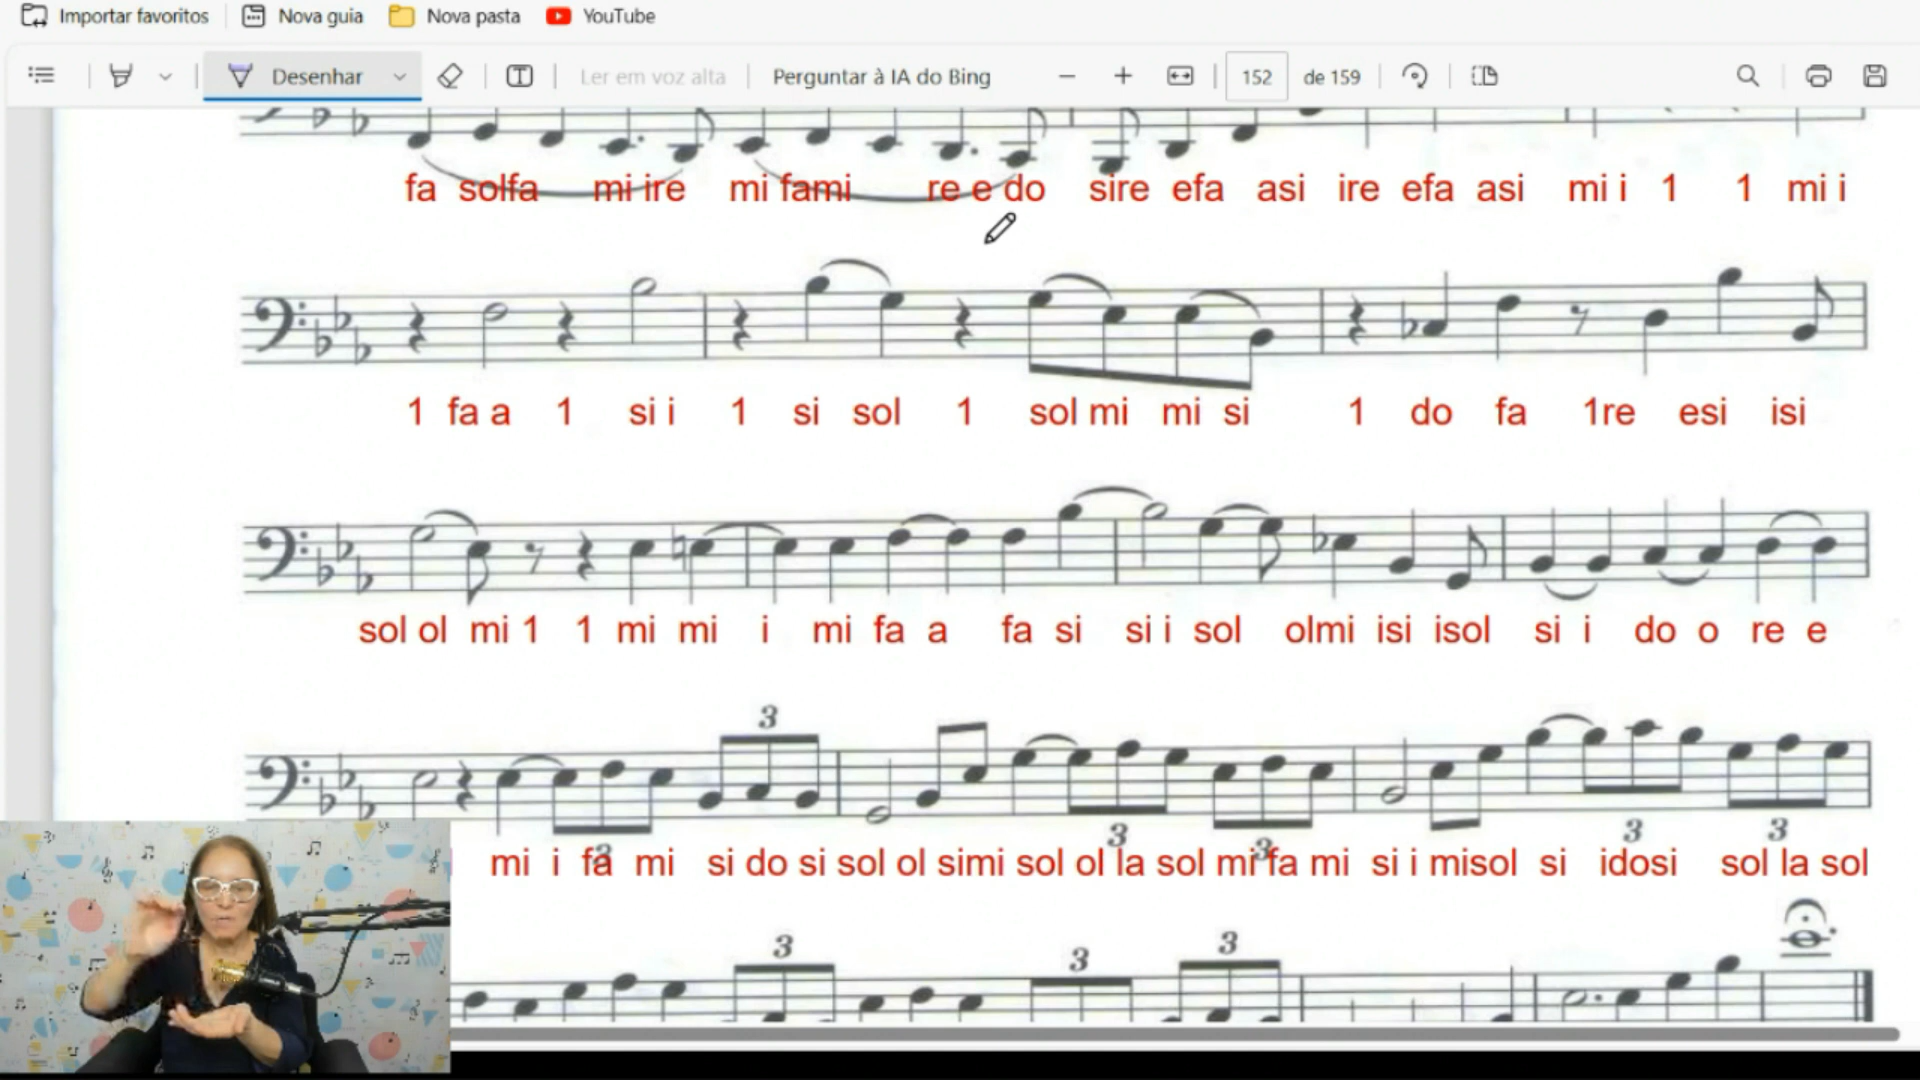 Importar favoritos Nova guia Nova pasta YouTube
Desenhar Ler em voz alta Perguntar à IA do Bing 152 de 159
fa solfa mi ire mi fami re e do sire efa asi ire efa asi mi i 1 1 mi i
1 fa a 1 si i 1 si sol 1 sol mi mi si 1 do fa 1re esi isi
sol ol mi 1 1 mi mi i mi fa a fa si si i sol olmi isi isol si i do o re e
3
3 3 3 3 3
mi i fa mi si do si sol ol simi sol ol la sol mi fa mi si i misol si idosi sol la sol
3 3 3